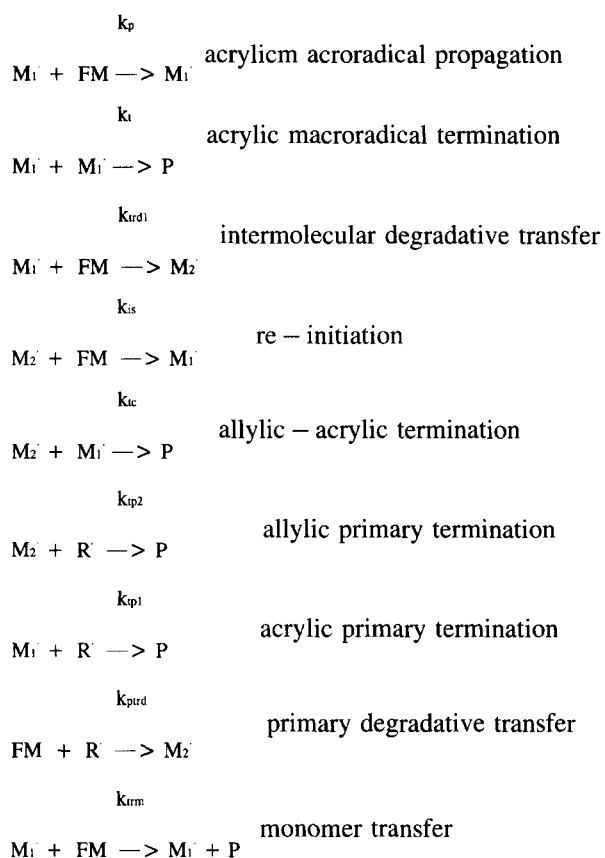 kp
acrylicm acroradical propagation
M1· + FM —> M1·
kt
acrylic macroradical termination
M1· + M1· —> P
ktrd1
intermolecular degradative transfer
M1· + FM —> M2·
kis
re – initiation
M2· + FM —> M1·
ktc
allylic – acrylic termination
M2· + M1· —> P
ktp2
allylic primary termination
M2· + R· —> P
ktp1
acrylic primary termination
M1· + R· —> P
kptrd
primary degradative transfer
FM + R· —> M2·
ktrm
monomer transfer
M1· + FM —> M1· + P